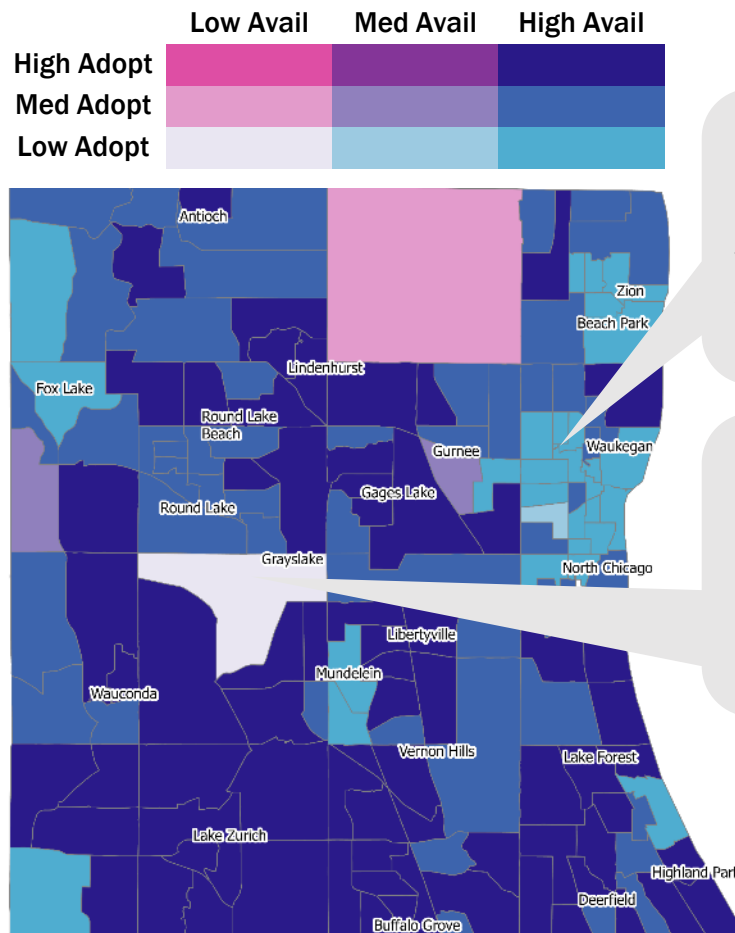 Low Avail Med Avail High Avail
High Adopt
Med Adopt
Low Adopt
Antioch
Zion
Beach Park
Lindenhurst
Fox Lake
Round Lake
Beach
Gurnee
Waukegan
Gages Lake
Round Lake
Grayslake
North Chicago
Libertyville
Mundelein
Wauconda
Vernon Hills
Lake Forest
Lake Zurich
Highland Park
Deerfield
Buffalo Grove